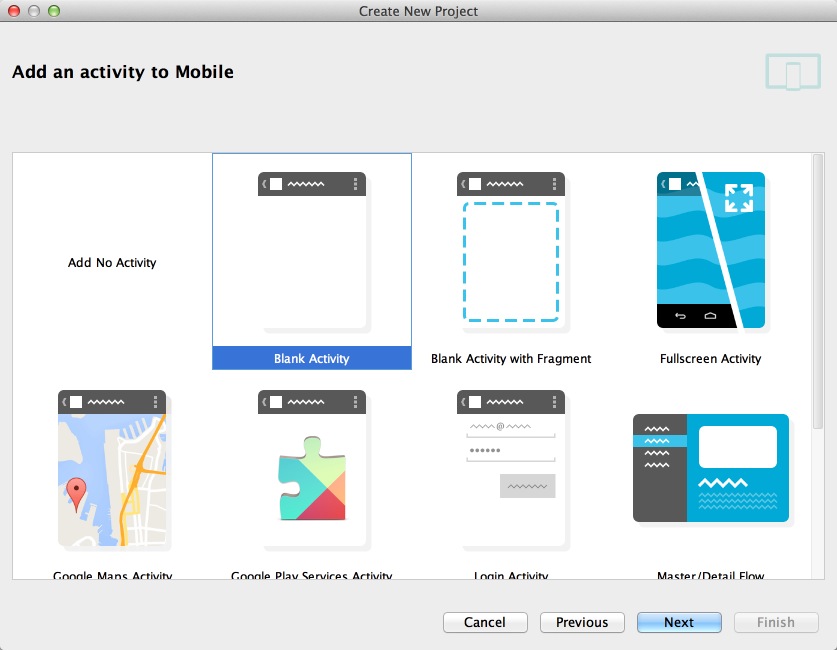 Create New Project
Add an activity to Mobile
Add No Activity
Blank Activity
Blank Activity with Fragment
Fullscreen Activity
Google Maps Activity
Google Play Services Activity
Login Activity
Master/Detail Flow
@
Cancel
Previous
Next
Finish